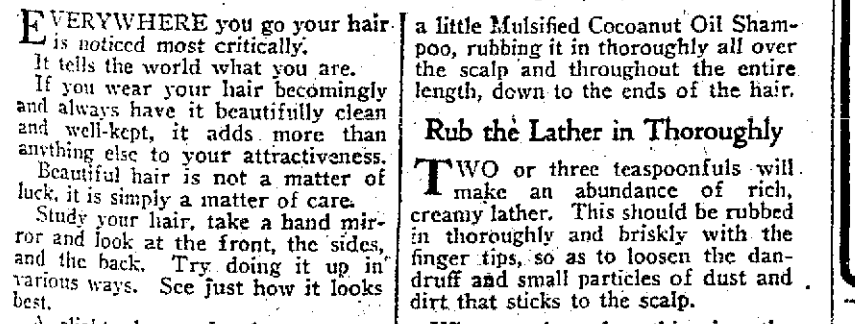 EVERYWHERE you go your hair
is noticed most critically.
It tells the world what you are.
If you wear your hair becomingly
and always have it beautifully clean
and well-kept, it adds more than
anything else to your attractiveness.
Beautiful hair is not a matter of
luck, it is simply a matter of care.
Study your hair, take a hand mir-
ror and look at the front, the sides,
and the back. Try doing it up in
various ways. See just how it looks
best.
a little Mulsified Cocoanut Oil Sham-
poo, rubbing it in thoroughly all over
the scalp and throughout the entire
length, down to the ends of the hair.
Rub the Lather in Thoroughly
TWO or three teaspoonfuls will
make an abundance of rich,
creamy lather. This should be rubbed
in thoroughly and briskly with the
finger tips, so as to loosen the dan-
druff and small particles of dust and
dirt that sticks to the scalp.